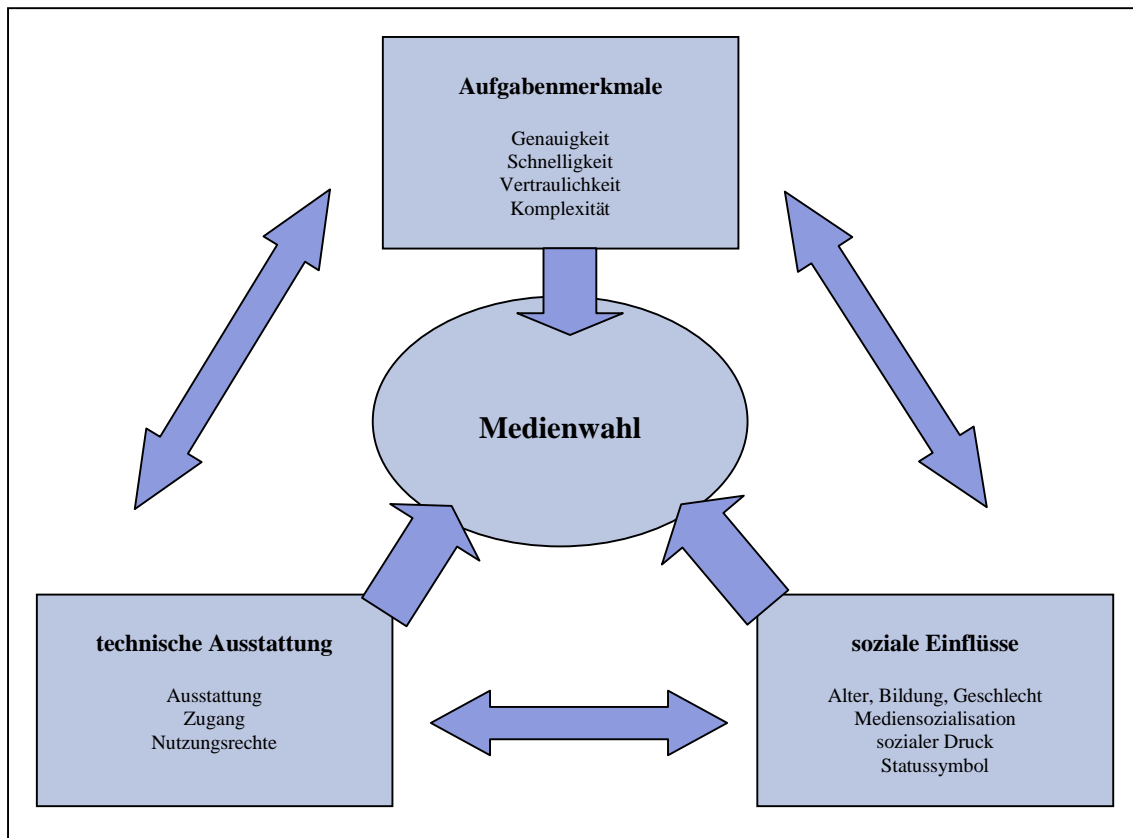 Aufgabenmerkmale
Genauigkeit
Schnelligkeit
Vertraulichkeit
Komplexität
Medienwahl
technische Ausstattung
Ausstattung
Zugang
Nutzungsrechte
soziale Einflüsse
Alter, Bildung, Geschlecht
Mediensozialisation
sozialer Druck
Statussymbol